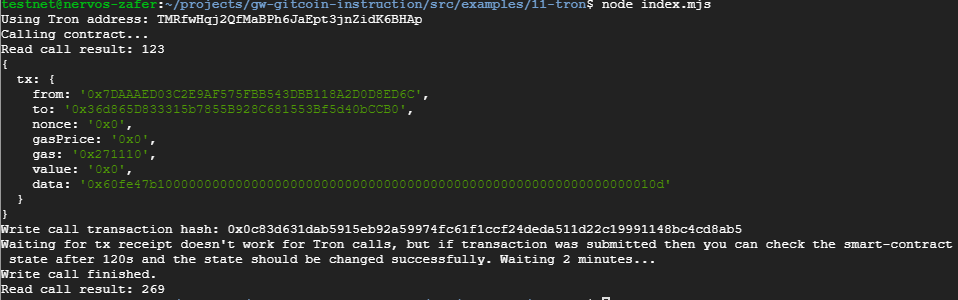 testnet@nervos-zafer:~/projects/gw-gitcoin-instruction/src/examples/11-tron$ node index.mjs
Using Tron address: TMRfwHqj2QfMaBPh6JaEpt3jnZidK6BHAp
Calling contract...
Read call result: 123
{
  tx: {
    from: '0x7DAAAED03C2E9AF575FBB543DBB118A2D0D8ED6C',
    to: '0x36d865D833315b7855B928C681553Bf5d40bCCB0',
    nonce: '0x0',
    gasPrice: '0x0',
    gas: '0x271110',
    value: '0x0',
    data: '0x60fe47b1000000000000000000000000000000000000000000000000000000000000010d'
  }
}
Write call transaction hash: 0x0c83d631dab5915eb92a59974fc61f1ccf24deda511d22c19991148bc4cd8ab5
Waiting for tx receipt doesn't work for Tron calls, but if transaction was submitted then you can check the smart-contract
 state after 120s and the state should be changed successfully. Waiting 2 minutes...
Write call finished.
Read call result: 269